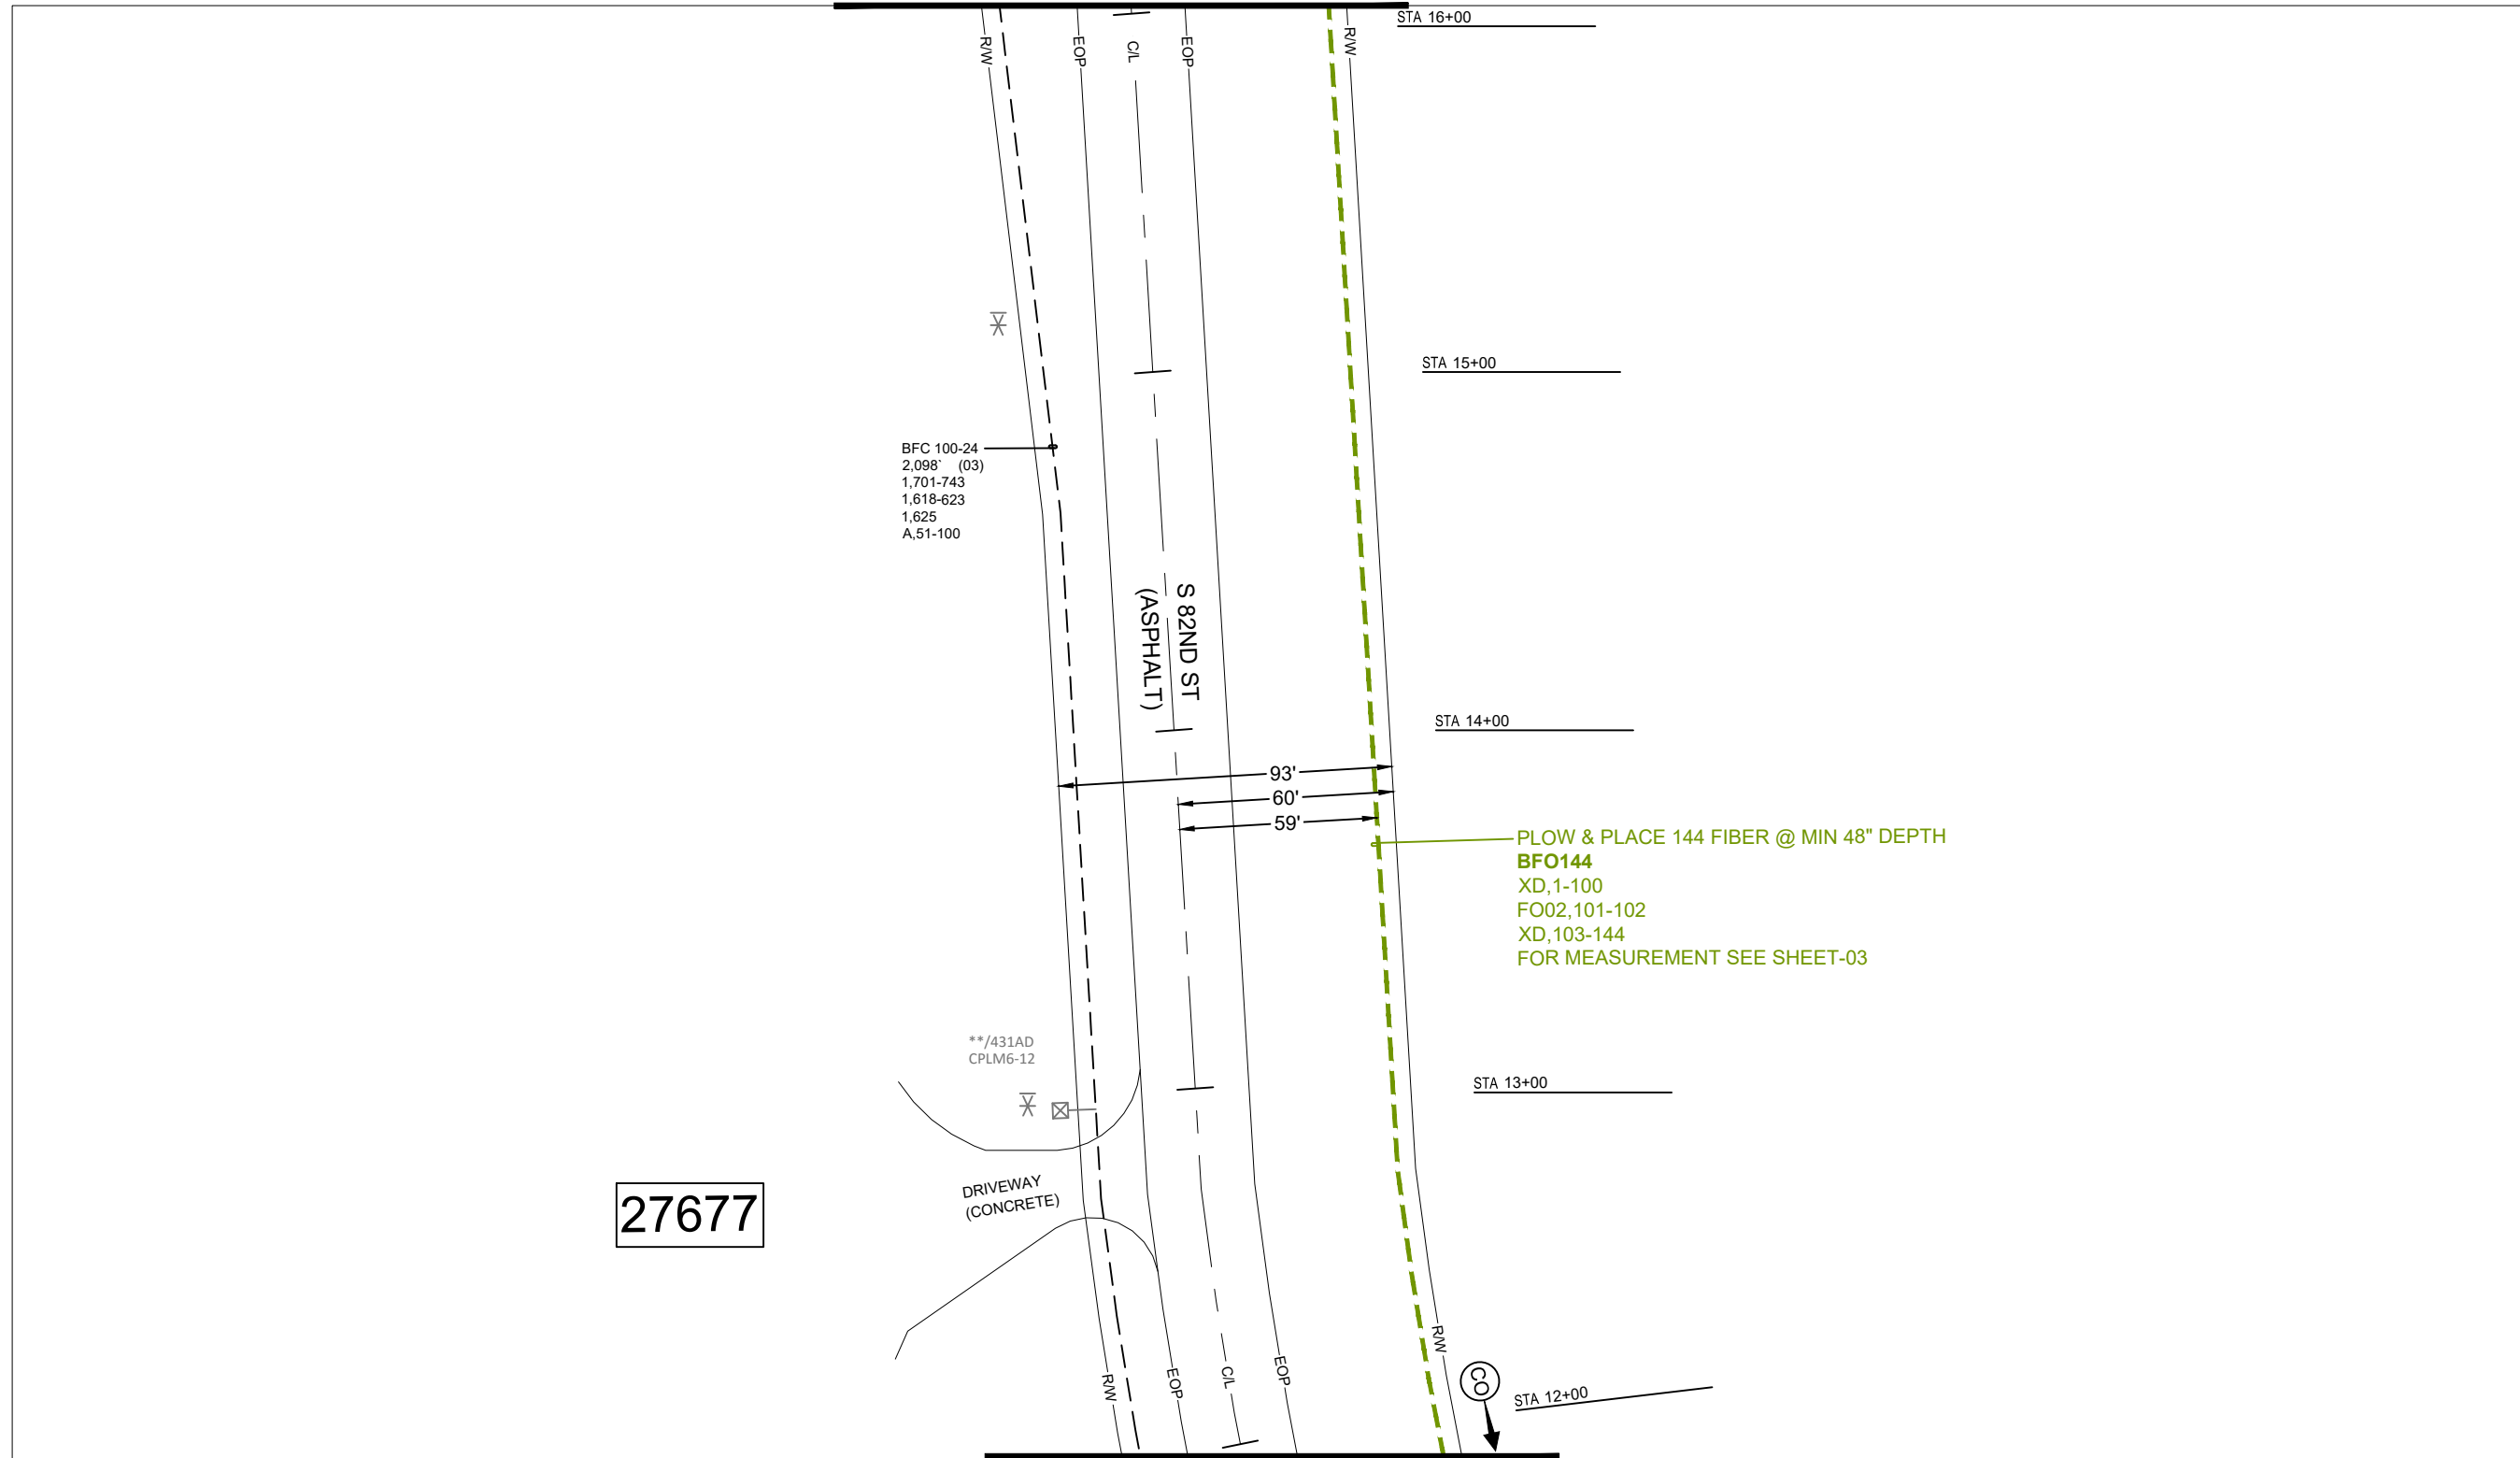 STA 16+00
R/W
EOP
C/L
EOP
R/W
STA 15+00
BFC 100-24
2,098` (03)
1,701-743
1,618-623
1,625
A,51-100
S 82ND ST
(ASPHALT)
STA 14+00
93'
60'
59'
PLOW & PLACE 144 FIBER @ MIN 48" DEPTH
BFO144
XD,1-100
FO02,101-102
XD,103-144
FOR MEASUREMENT SEE SHEET-03
**/431AD
CPLM6-12
STA 13+00
DRIVEWAY
(CONCRETE)
27677
R/W
EOP
C/L
EOP
R/W
CO
STA 12+00